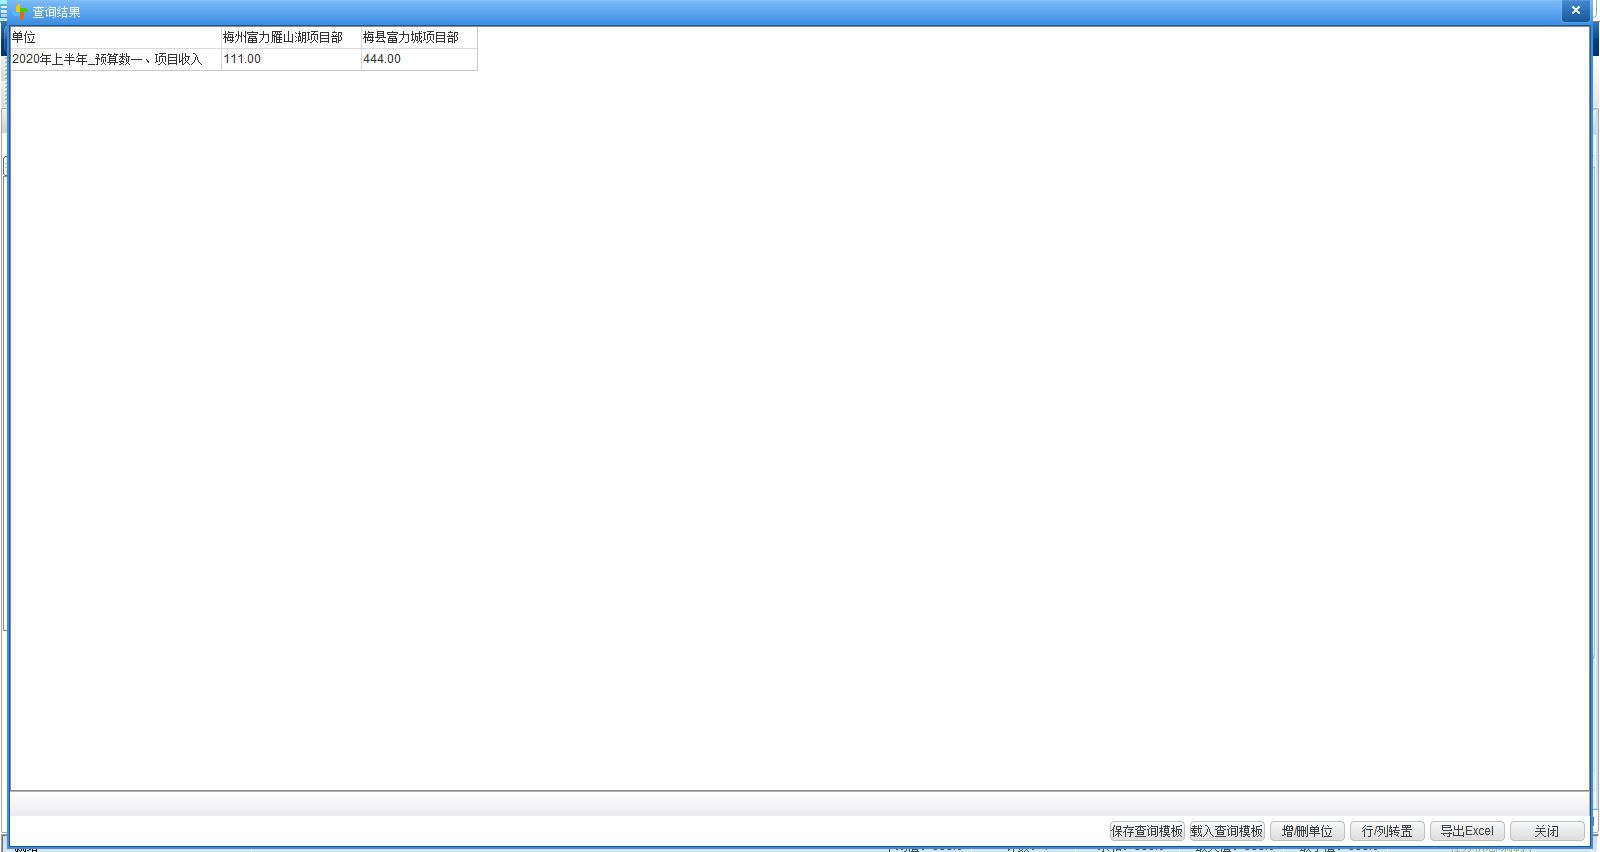 查询结果
单位 梅州富力雁山湖项目部 梅县富力城项目部
2020年上半年_预算数一、项目收入 111.00 444.00
保存查询模板 载入查询模板 增/删单位 行/列转置 导出Excel 关闭